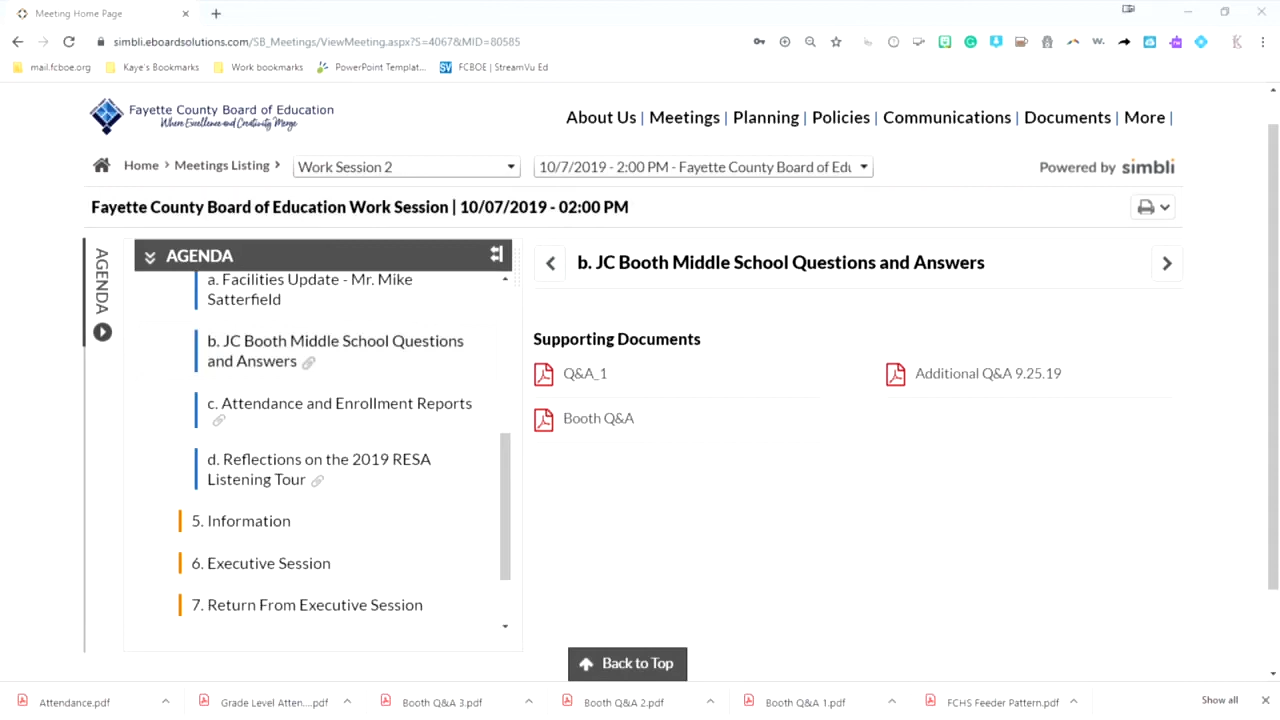 Meeting Home Page
simbli.eboardsolutions.com/SB_Meetings/ViewMeeting.aspx?S=4067&MID=80585
mail.fcboe.org Kaye's Bookmarks Work bookmarks PowerPoint Templat... SV FCBOE | StreamVu Ed
Fayette County Board of Education
Where Excellence and Creativity Merge
About Us | Meetings | Planning | Policies | Communications | Documents | More |
Home > Meetings Listing > Work Session 2 10/7/2019 - 2:00 PM - Fayette County Board of Edu Powered by simbli
Fayette County Board of Education Work Session | 10/07/2019 - 02:00 PM
AGENDA
AGENDA
a. Facilities Update - Mr. Mike
Satterfield
b. JC Booth Middle School Questions
and Answers
c. Attendance and Enrollment Reports
d. Reflections on the 2019 RESA
Listening Tour
5. Information
6. Executive Session
7. Return From Executive Session
b. JC Booth Middle School Questions and Answers
Supporting Documents
Q&A_1 Additional Q&A 9.25.19
Booth Q&A
Back to Top
Attendance.pdf Grade Level Atten....pdf Booth Q&A 3.pdf Booth Q&A 2.pdf Booth Q&A 1.pdf FCHS Feeder Pattern.pdf Show all